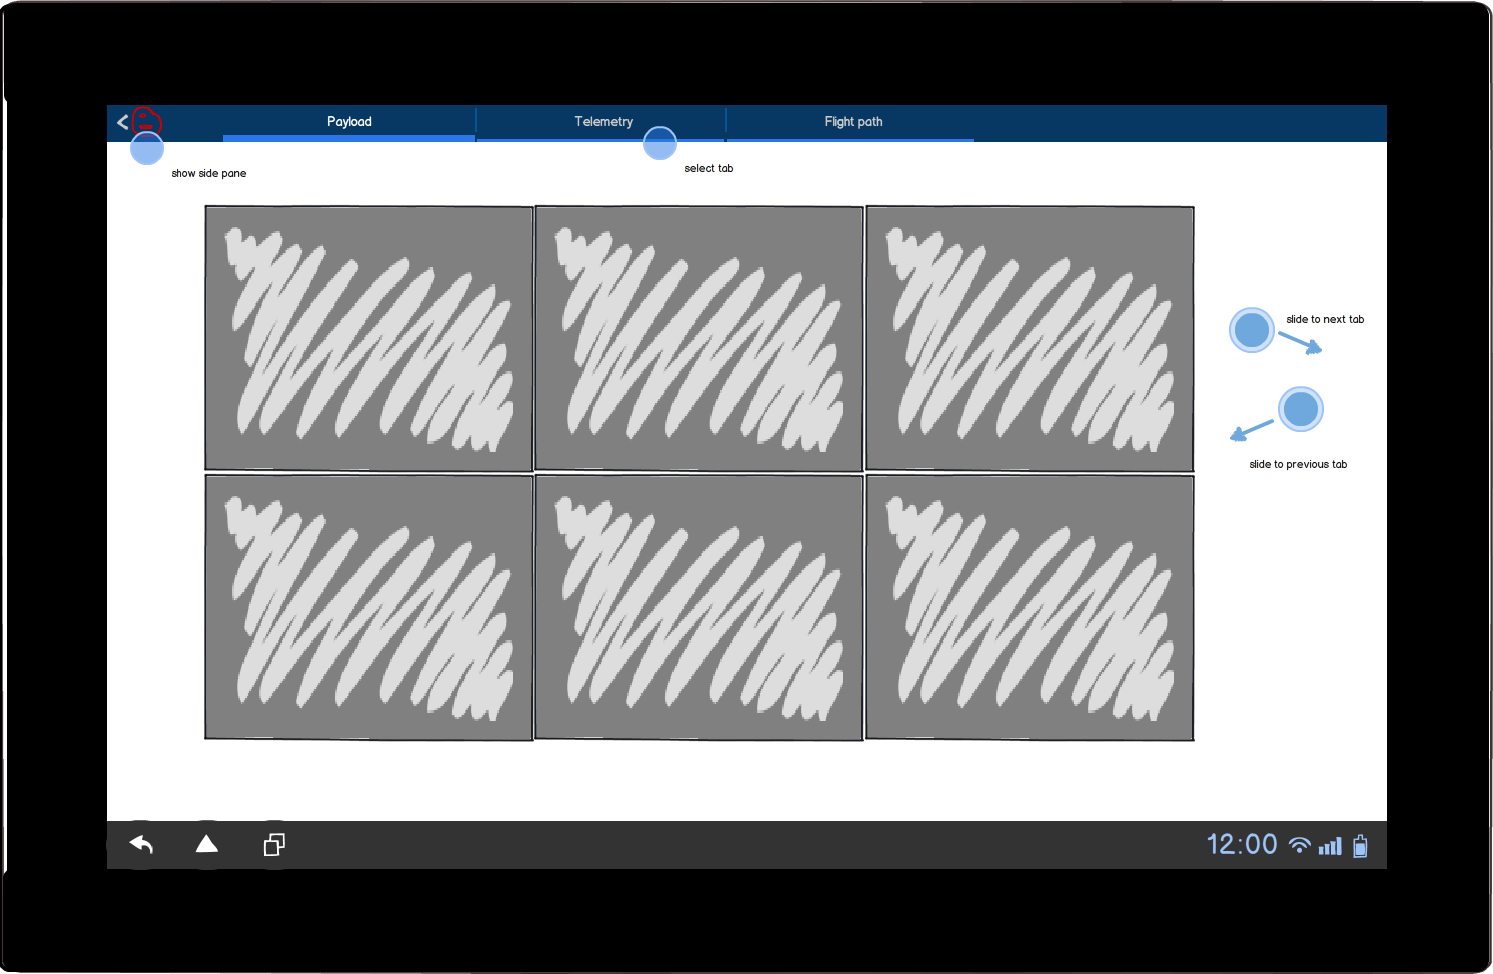 Payload
Telemetry
Flight path
show side pane
select tab
slide to next tab
slide to previous tab
12:00